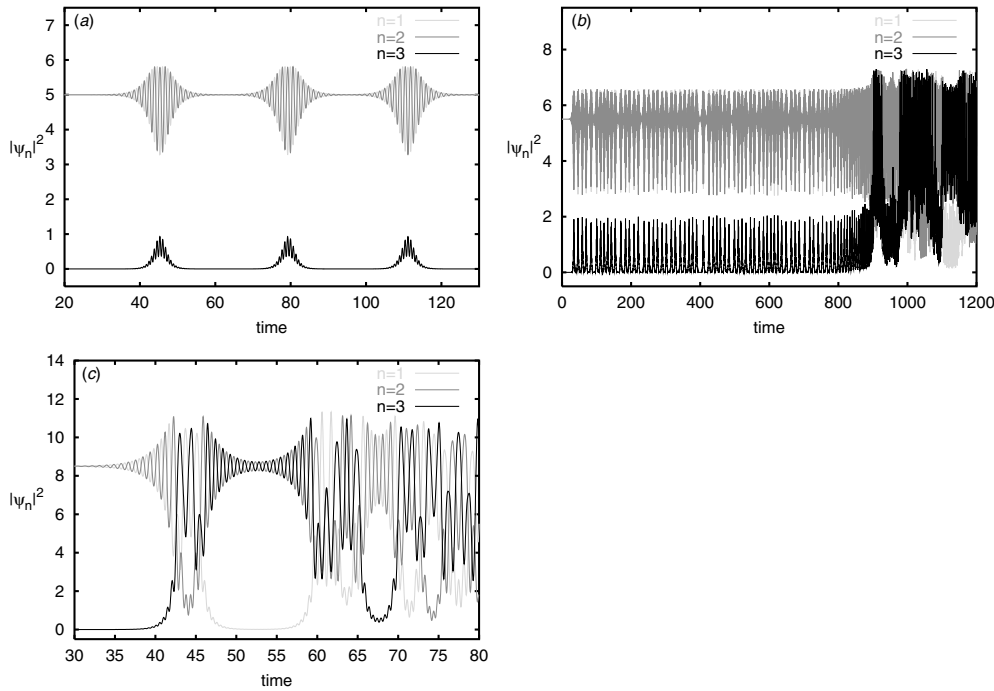 (a)
n=1
n=2
n=3
7
6
5
4
3
2
1
0
|ψn|²
20 40 60 80 100 120
time
(b)
n=1
n=2
n=3
8
6
4
2
0
|ψn|²
0 200 400 600 800 1000 1200
time
(c)
n=1
n=2
n=3
14
12
10
8
6
4
2
0
|ψn|²
30 35 40 45 50 55 60 65 70 75 80
time